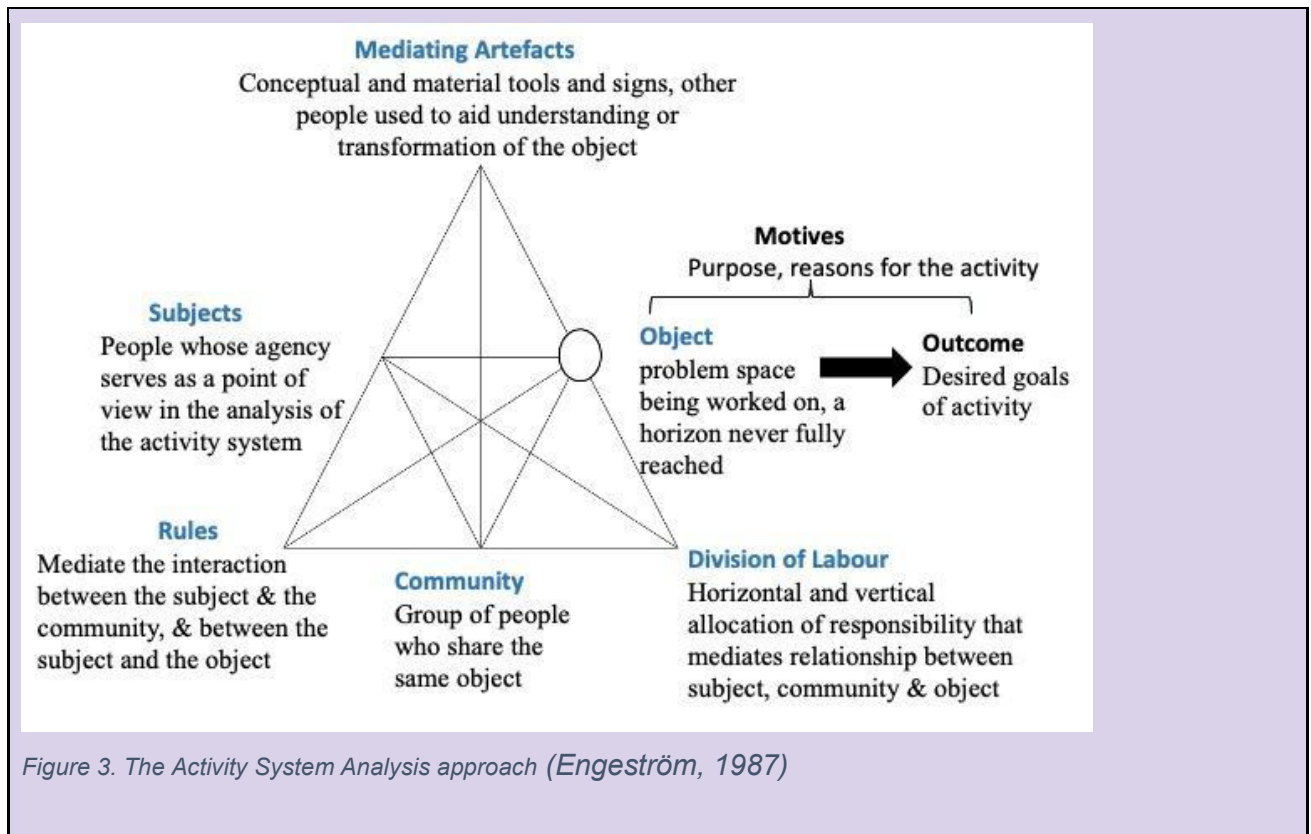 Mediating Artefacts
Conceptual and material tools and signs, other
people used to aid understanding or
transformation of the object
Motives
Purpose, reasons for the activity
Subjects
People whose agency
serves as a point of
view in the analysis of
the activity system
Object
problem space
being worked on, a
horizon never fully
reached
Outcome
Desired goals
of activity
Rules
Mediate the interaction
between the subject & the
community, & between the
subject and the object
Community
Group of people
who share the
same object
Division of Labour
Horizontal and vertical
allocation of responsibility that
mediates relationship between
subject, community & object
Figure 3. The Activity System Analysis approach (Engeström, 1987)